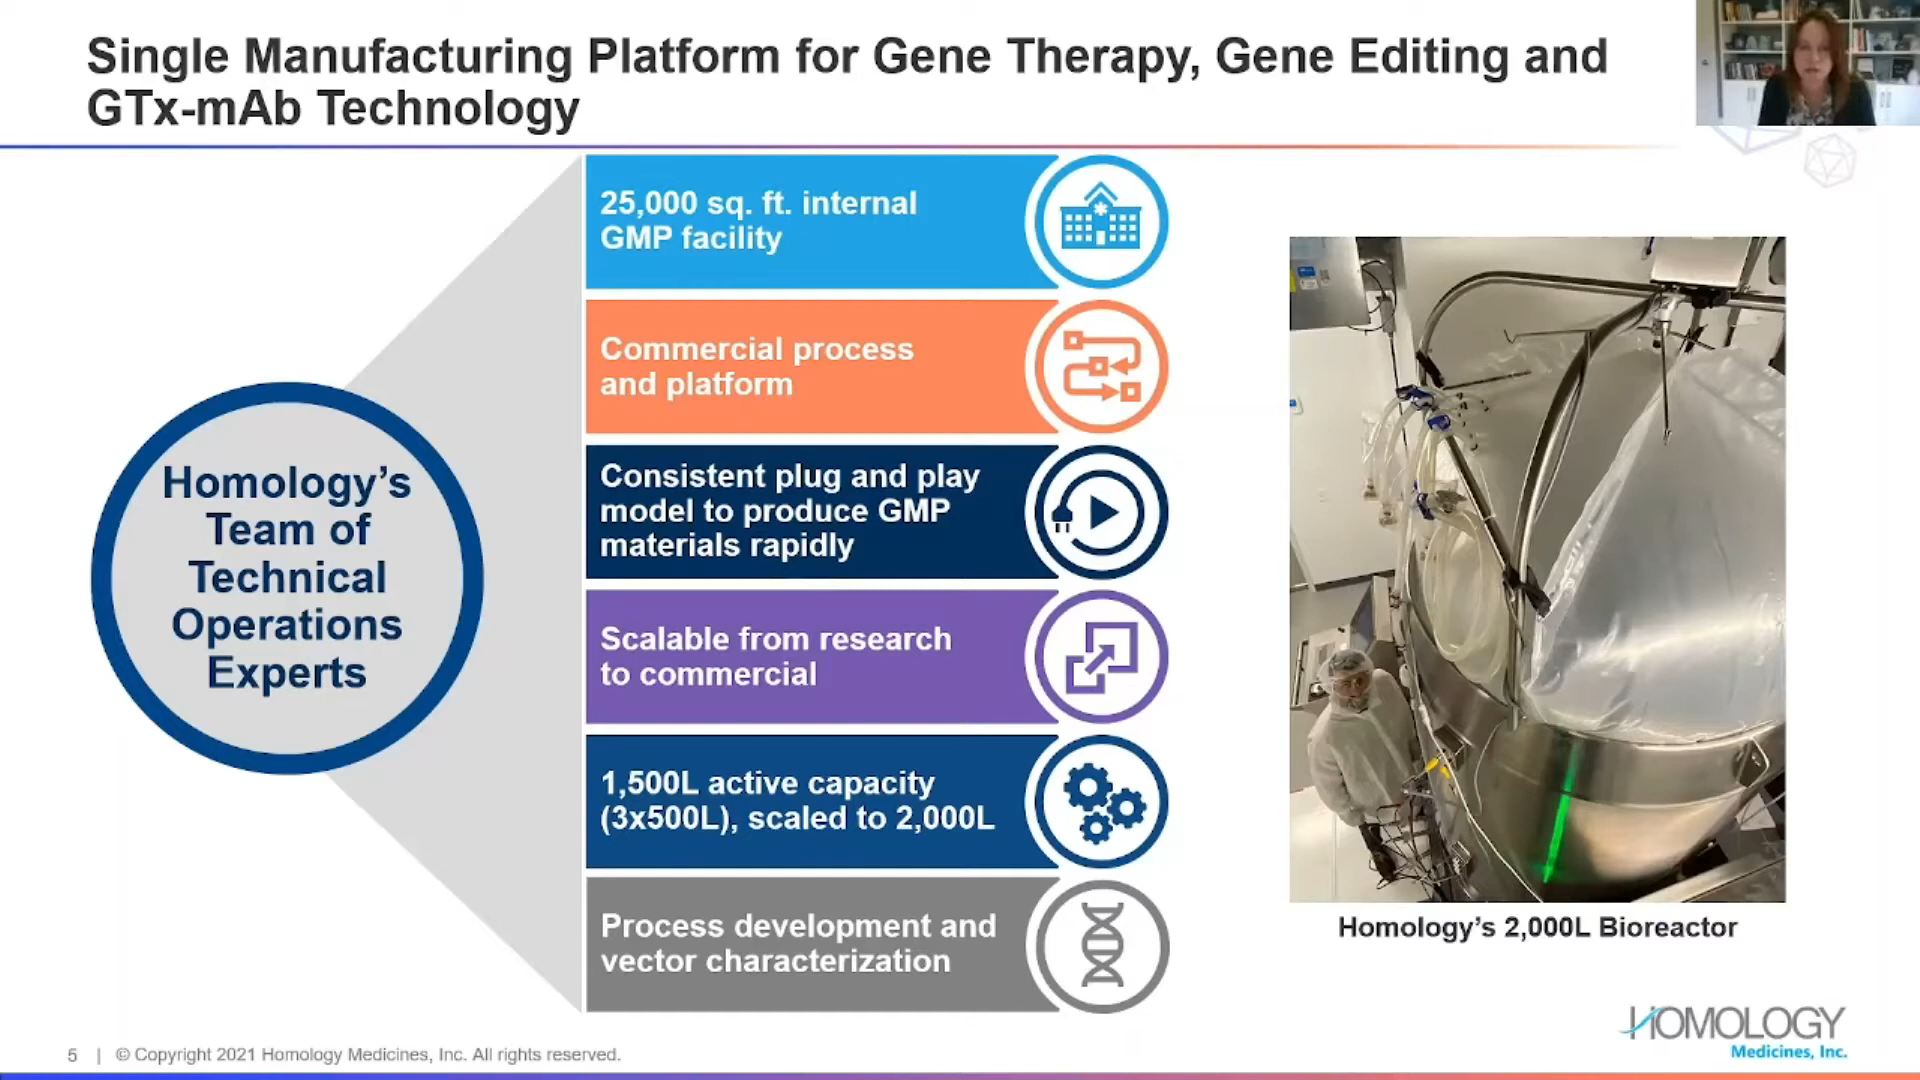 Single Manufacturing Platform for Gene Therapy, Gene Editing and
GTx-mAb Technology
Homology's
Team of
Technical
Operations
Experts
25,000 sq. ft. internal
GMP facility
Commercial process
and platform
Consistent plug and play
model to produce GMP
materials rapidly
Scalable from research
to commercial
1,500L active capacity
(3x500L), scaled to 2,000L
Process development and
vector characterization
Homology's 2,000L Bioreactor
HOMOLOGY
Medicines, Inc.
5 | © Copyright 2021 Homology Medicines, Inc. All rights reserved.